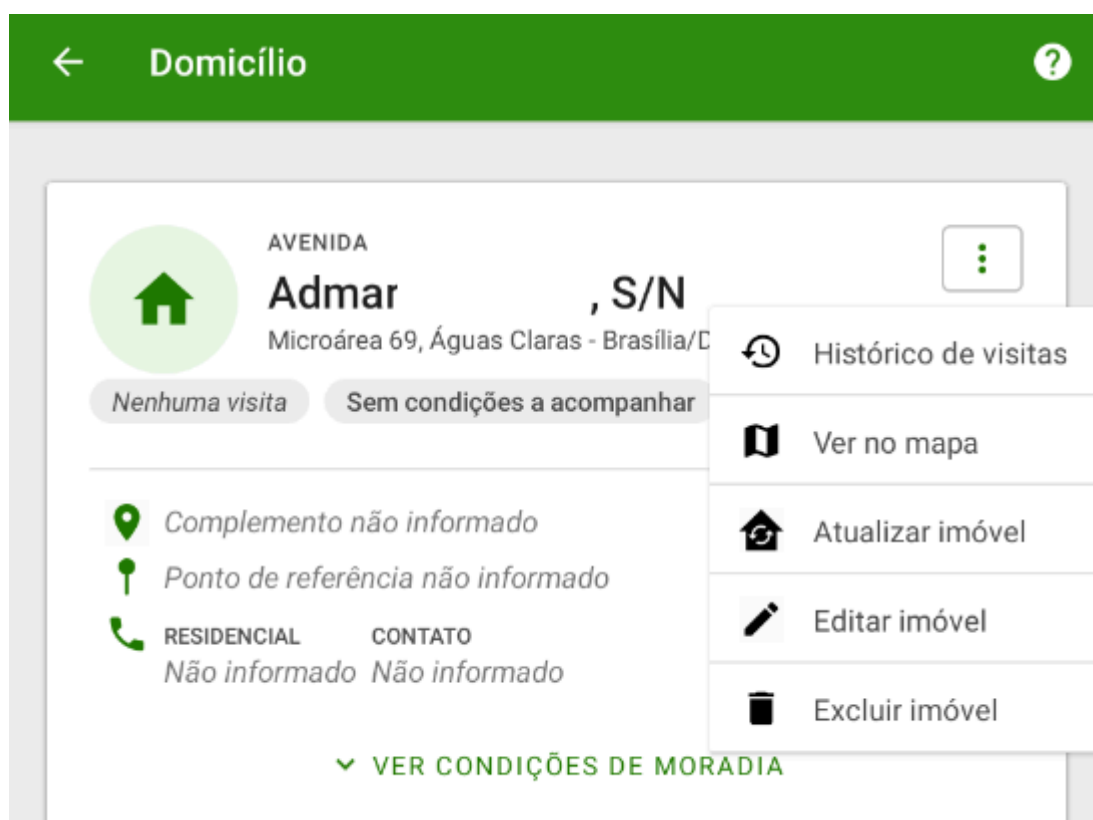 Domicílio
AVENIDA
Admar , S/N
Microárea 69, Águas Claras - Brasília/D
Nenhuma visita
Sem condições a acompanhar
Histórico de visitas
Ver no mapa
Atualizar imóvel
Editar imóvel
Excluir imóvel
Complemento não informado
Ponto de referência não informado
RESIDENCIAL CONTATO
Não informado Não informado
VER CONDIÇÕES DE MORADIA